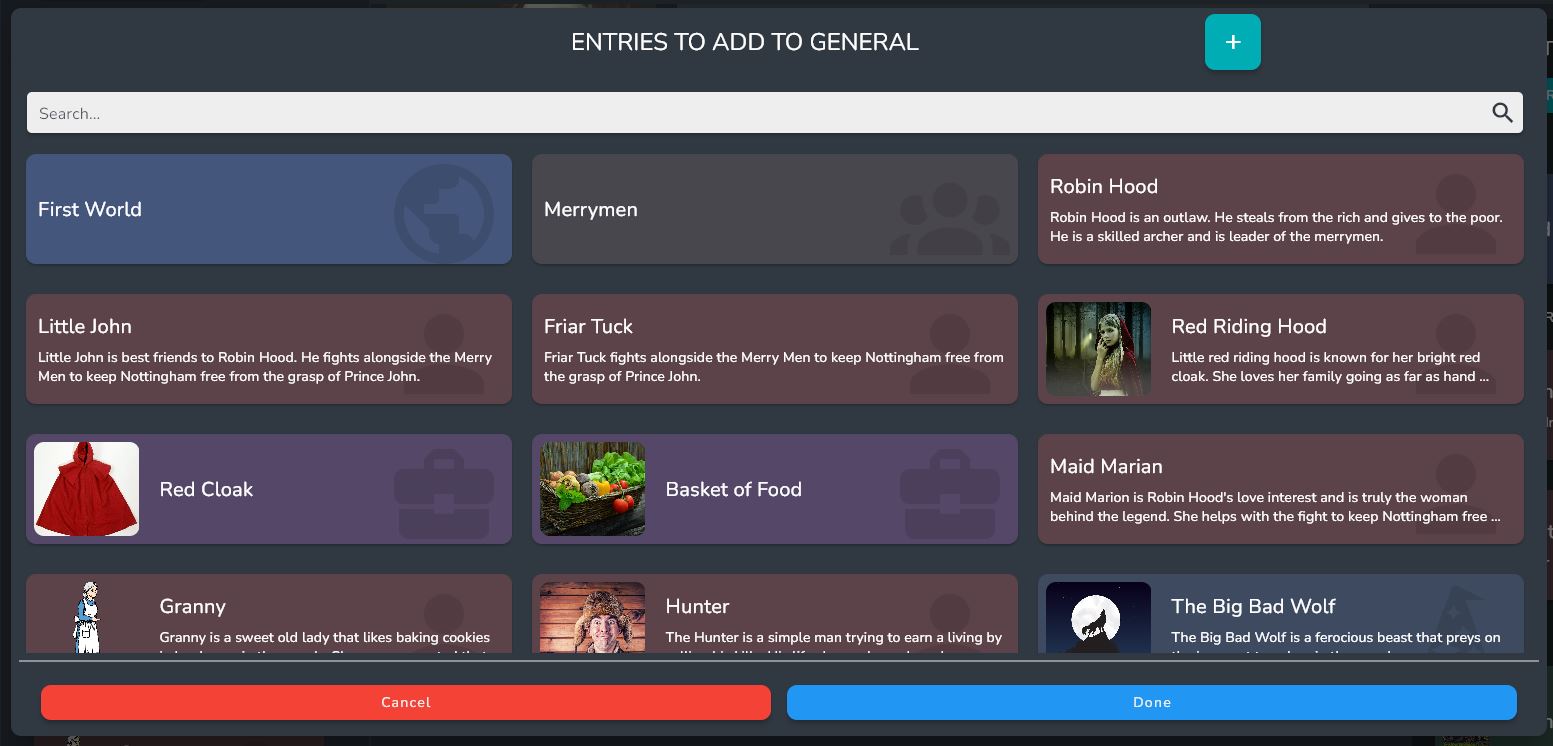 ENTRIES TO ADD TO GENERAL
+
Search...
First World
Merrymen
Robin Hood
Robin Hood is an outlaw. He steals from the rich and gives to the poor.
He is a skilled archer and is leader of the merrymen.
Little John
Little John is best friends to Robin Hood. He fights alongside the Merry
Men to keep Nottingham free from the grasp of Prince John.
Friar Tuck
Friar Tuck fights alongside the Merry Men to keep Nottingham free from
the grasp of Prince John.
Red Riding Hood
Little red riding hood is known for her bright red
cloak. She loves her family going as far as hand ...
Red Cloak
Basket of Food
Maid Marian
Maid Marion is Robin Hood's love interest and is truly the woman
behind the legend. She helps with the fight to keep Nottingham free ...
Granny
Granny is a sweet old lady that likes baking cookies
Hunter
The Hunter is a simple man trying to earn a living by
The Big Bad Wolf
The Big Bad Wolf is a ferocious beast that preys on
Cancel
Done